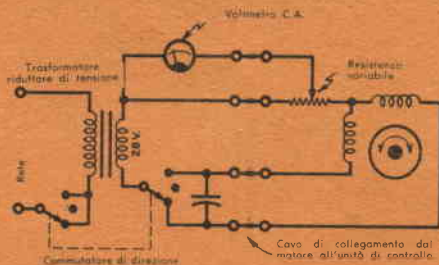 Voltmetro C.A.
Trasformatore
riduttore di tensione
Resistenza
variabile
28 V.
Rete
Commutatore di direzione
Cavo di collegamento dal
motore all'unità di controllo